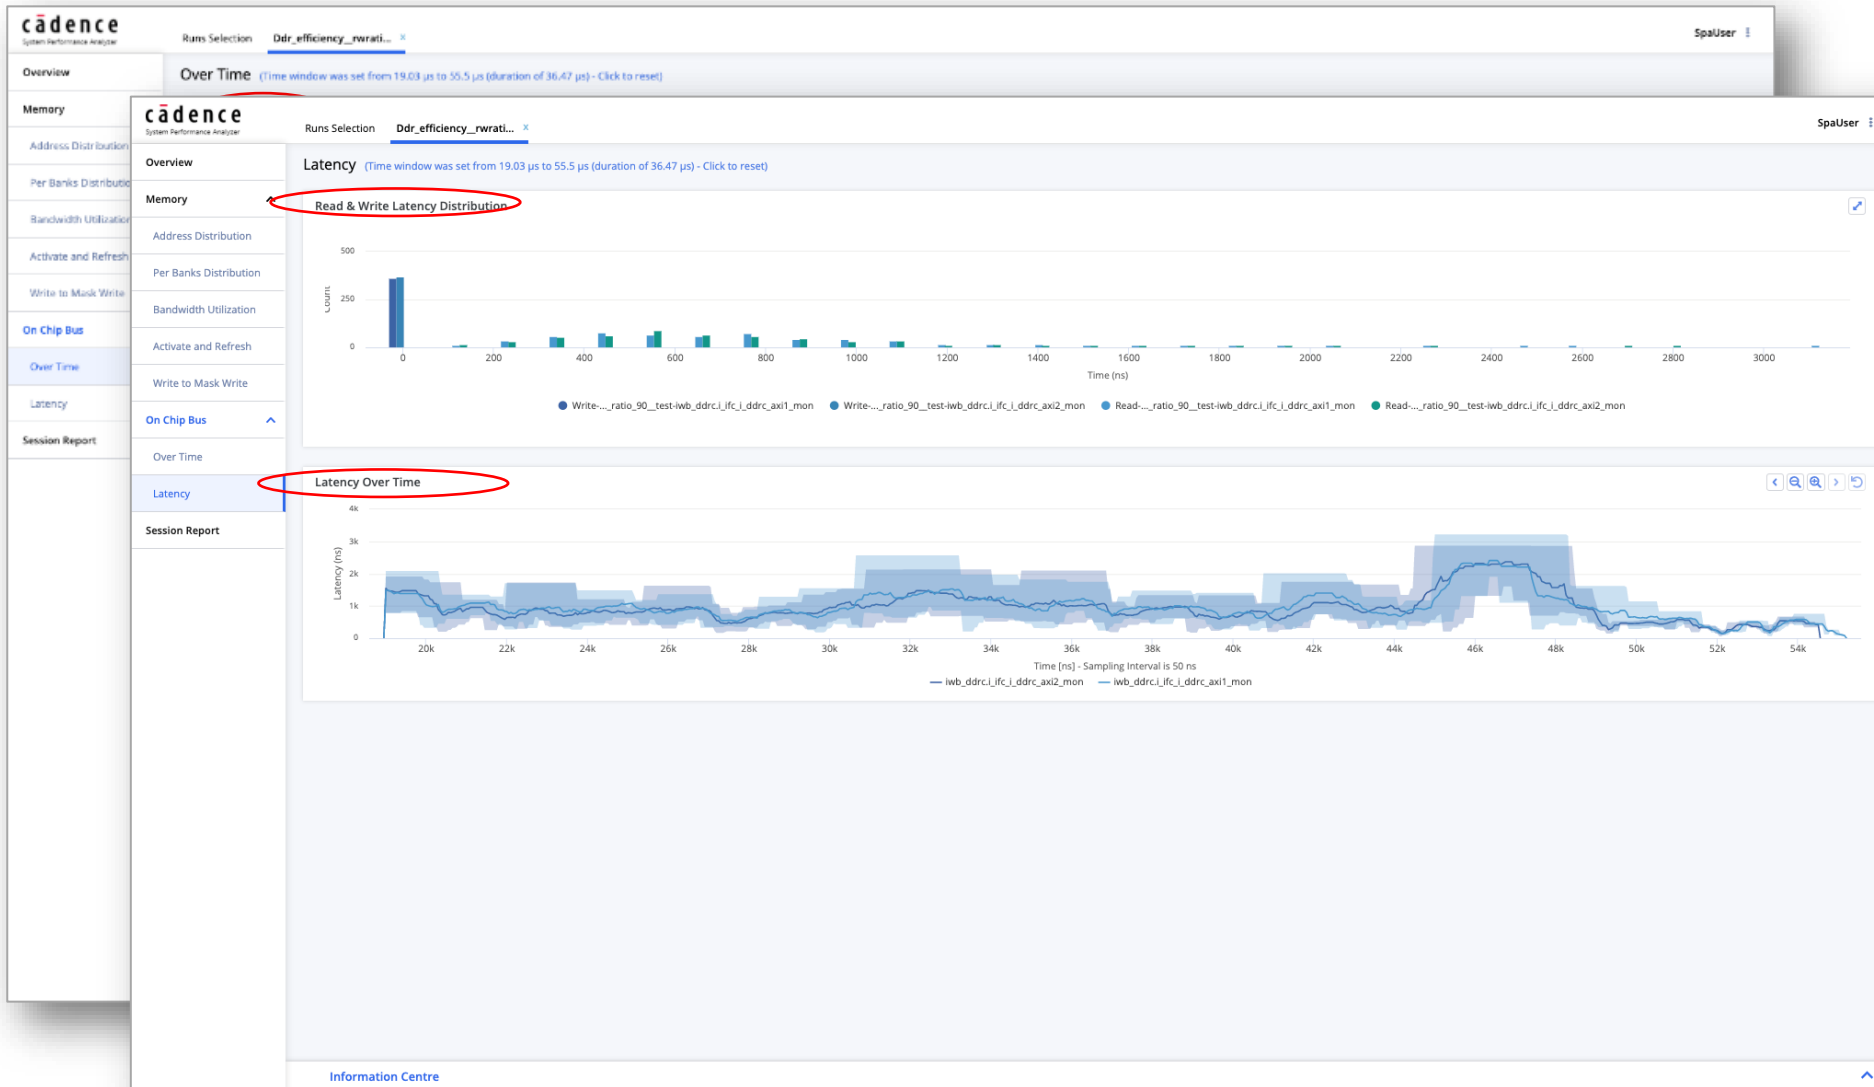 cādence
System Performance Analyzer
Runs Selection
Ddr_efficiency__rwrati... x
SpaUser
Overview
Over Time (Time window was set from 19.03 µs to 55.5 µs (duration of 36.47 µs) - Click to reset)
Memory
Address Distribution
Per Banks Distributio
Bandwidth Utilization
Activate and Refresh
Write to Mask Write
On Chip Bus
Over Time
Latency
Session Report
cādence
System Performance Analyzer
Runs Selection
Ddr_efficiency__rwrati... x
SpaUser
Overview
Memory
Address Distribution
Per Banks Distribution
Bandwidth Utilization
Activate and Refresh
Write to Mask Write
On Chip Bus
Over Time
Latency
Session Report
Latency (Time window was set from 19.03 µs to 55.5 µs (duration of 36.47 µs) - Click to reset)
Read & Write Latency Distribution
500
250
0
Count
0 200 400 600 800 1000 1200 1400 1600 1800 2000 2200 2400 2600 2800 3000
Time (ns)
Write-..._ratio_90__test-iwb_ddrc.i_ifc_i_ddrc_axi1_mon
Write-..._ratio_90__test-iwb_ddrc.i_ifc_i_ddrc_axi2_mon
Read-..._ratio_90__test-iwb_ddrc.i_ifc_i_ddrc_axi1_mon
Read-..._ratio_90__test-iwb_ddrc.i_ifc_i_ddrc_axi2_mon
Latency Over Time
4k
3k
2k
1k
0
Latency (ns)
20k 22k 24k 26k 28k 30k 32k 34k 36k 38k 40k 42k 44k 46k 48k 50k 52k 54k
Time [ns] - Sampling Interval is 50 ns
iwb_ddrc.i_ifc_i_ddrc_axi2_mon
iwb_ddrc.i_ifc_i_ddrc_axi1_mon
Information Centre